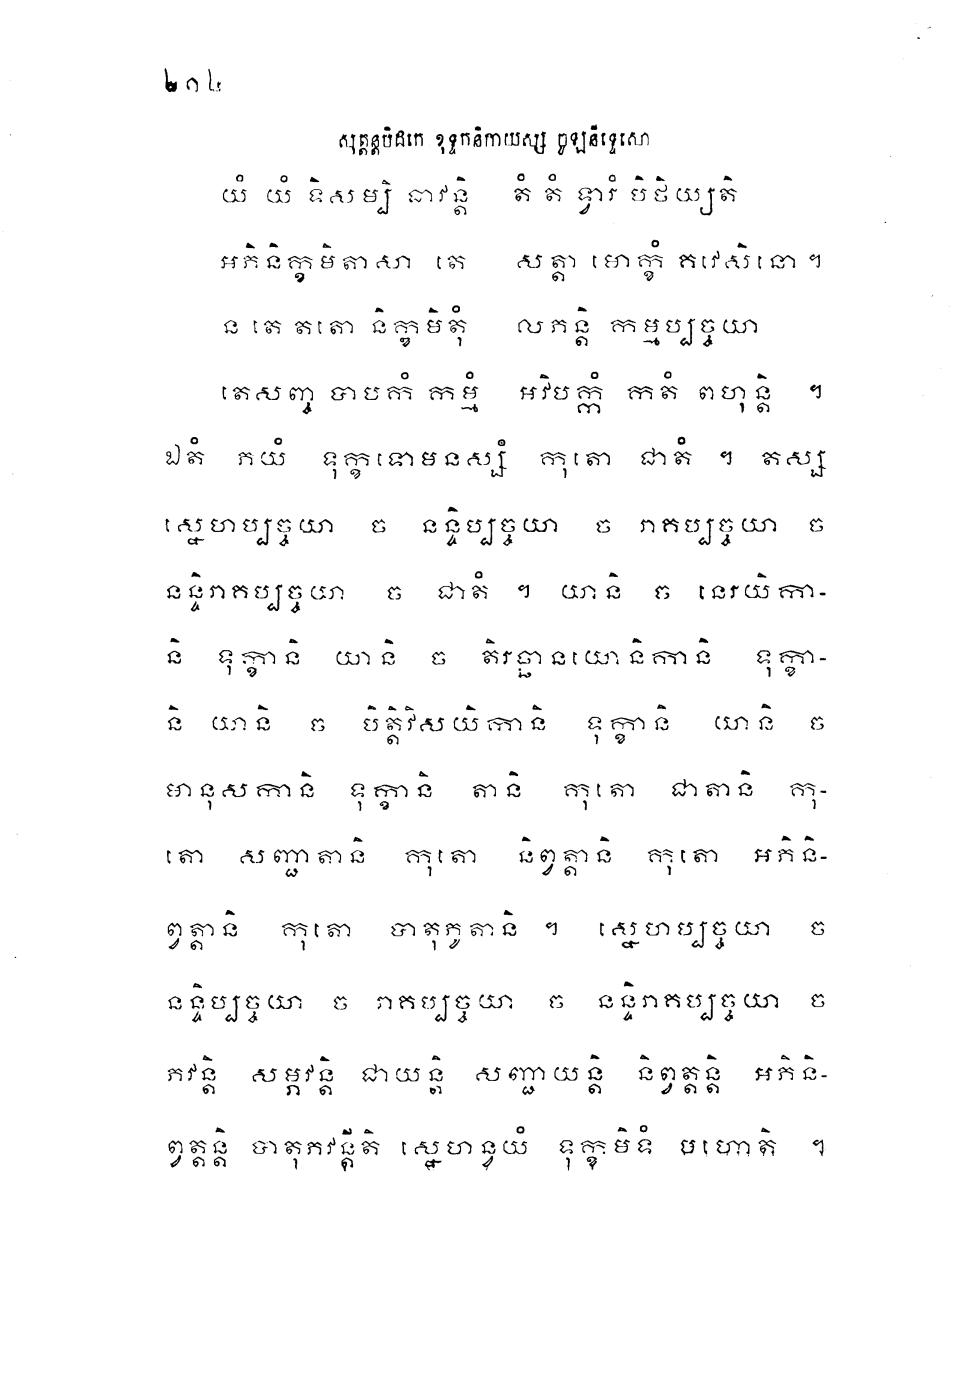 ២៣៤
សុត្តន្តបិដកេ ខុទ្ទកនិកាយស្ស ចូឡនិទ្ទេសោ
យំ យំ ទិសម្បិ ធាវន្តិ តំ តំ ទ្វារំ បិថិយ្យតិ
អភិនិក្ខមិតាសា តេ សត្តា មោក្ខំ គវេសិនោ ។
ន តេ តតោ និក្ខមិតុំ លភន្តិ កម្មប្បច្ចយា
តេសញ្ច បាបកំ កម្មំ អវិបក្កំ កតំ ពហុន្តិ ។
ឯតំ ភយំ ទុក្ខទោមនស្សំ កុតោ ជាតំ ។ តស្ស
ស្នេហប្បច្ចយា ច នន្ទិប្បច្ចយា ច រាគប្បច្ចយា ច
នន្ទិរាគប្បច្ចយា ច ជាតំ ។ យានិ ច នេរយិកា-
និ ទុក្ខានិ យានិ ច តិរច្ឆានយោនិកានិ ទុក្ខា-
និ យានិ ច បិត្តិវិសយិកានិ ទុក្ខានិ យានិ ច
មានុសកានិ ទុក្ខានិ តានិ កុតោ ជាតានិ កុ-
តោ សញ្ជាតានិ កុតោ និព្វត្តានិ កុតោ អភិនិ-
ព្វត្តានិ កុតោ បាតុភូតានិ ។ ស្នេហប្បច្ចយា ច
នន្ទិប្បច្ចយា ច រាគប្បច្ចយា ច នន្ទិរាគប្បច្ចយា ច
ភវន្តិ សម្ភវន្តិ ជាយន្តិ សញ្ជាយន្តិ និព្វត្តន្តិ អភិនិ-
ព្វត្តន្តិ បាតុភវន្តីតិ ស្នេហន្វយំ ទុក្ខមិទំ បហោតិ ។